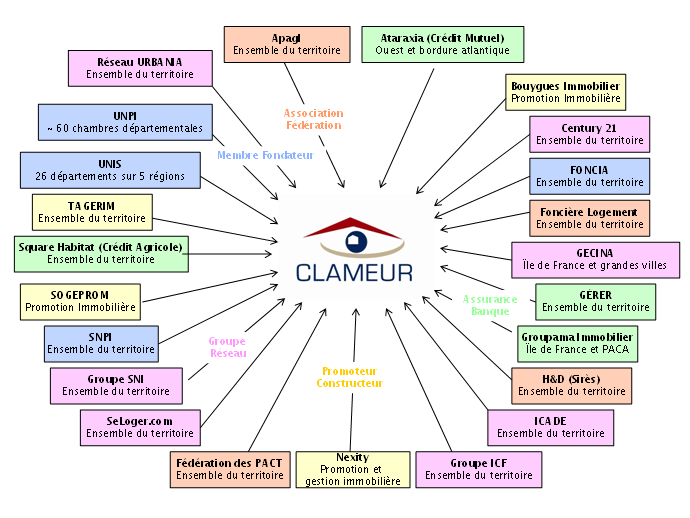 Apagl
Ensemble du territoire
Ataraxia (Crédit Mutuel)
Ouest et bordure atlantique
Réseau URBANIA
Ensemble du territoire
Bouygues Immobilier
Promotion Immobilière
UNPI
~ 60 chambres départementales
Association
Fédération
Century 21
Ensemble du territoire
UNIS
26 départements sur 5 régions
Membre Fondateur
FONCIA
Ensemble du territoire
TAGERIM
Ensemble du territoire
Foncière Logement
Ensemble du territoire
Square Habitat (Crédit Agricole)
Ensemble du territoire
CLAMEUR
GECINA
Île de France et grandes villes
SOGEPROM
Promotion Immobilière
Assurance
Banque
GÉRER
Ensemble du territoire
SNPI
Ensemble du territoire
Groupe
Réseau
Groupama Immobilier
Île de France et PACA
Groupe SNI
Ensemble du territoire
Promoteur
Constructeur
H&D (Sirès)
Ensemble du territoire
SeLoger.com
Ensemble du territoire
ICADE
Ensemble du territoire
Fédération des PACT
Ensemble du territoire
Nexity
Promotion et
gestion immobilière
Groupe ICF
Ensemble du territoire